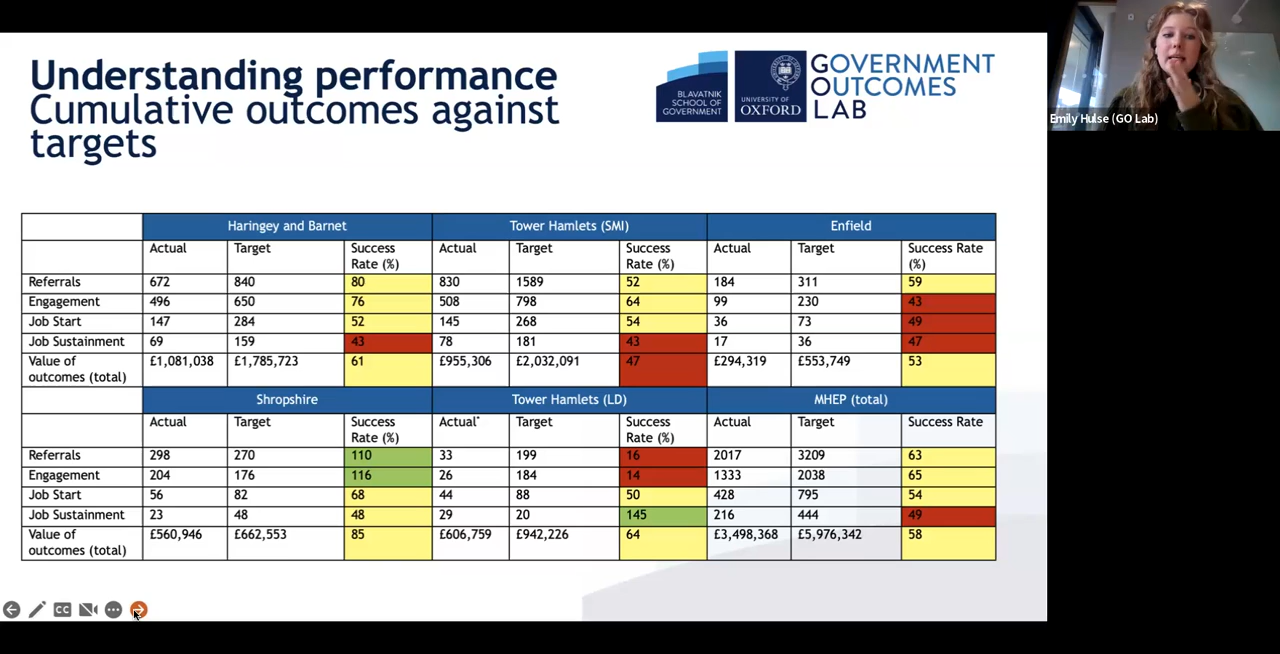 Understanding performance
Cumulative outcomes against
targets
BLAVATNIK
SCHOOL OF
GOVERNMENT
UNIVERSITY OF
OXFORD
GOVERNMENT
OUTCOMES
LAB
Emily Hulse (GO Lab)
Haringey and Barnet Tower Hamlets (SMI) Enfield
Actual Target Success Rate (%) Actual Target Success Rate (%) Actual Target Success Rate (%)
Referrals 672 840 80 830 1589 52 184 311 59
Engagement 496 650 76 508 798 64 99 230 43
Job Start 147 284 52 145 268 54 36 73 49
Job Sustainment 69 159 43 78 181 43 17 36 47
Value of outcomes (total) £1,081,038 £1,785,723 61 £955,306 £2,032,091 47 £294,319 £553,749 53
Shropshire Tower Hamlets (LD) MHEP (total)
Actual Target Success Rate (%) Actual* Target Success Rate (%) Actual Target Success Rate
Referrals 298 270 110 33 199 16 2017 3209 63
Engagement 204 176 116 26 184 14 1333 2038 65
Job Start 56 82 68 44 88 50 428 795 54
Job Sustainment 23 48 48 29 20 145 216 444 49
Value of outcomes (total) £560,946 £662,553 85 £606,759 £942,226 64 £3,498,368 £5,976,342 58
CC